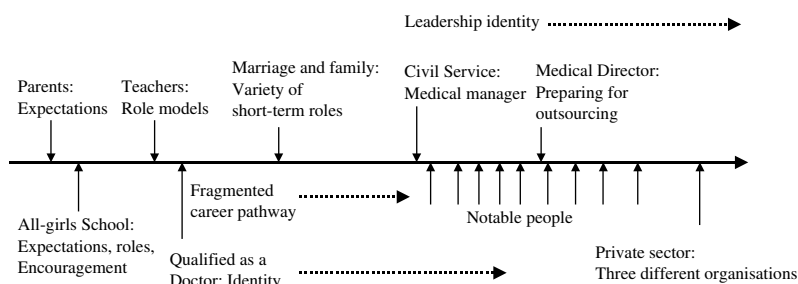 Leadership identity
Parents:
Expectations
Teachers:
Role models
Marriage and family:
Variety of
short-term roles
Civil Service:
Medical manager
Medical Director:
Preparing for
outsourcing
Fragmented
career pathway
Notable people
All-girls School:
Expectations, roles,
Encouragement
Qualified as a
Doctor: Identity
Private sector:
Three different organisations